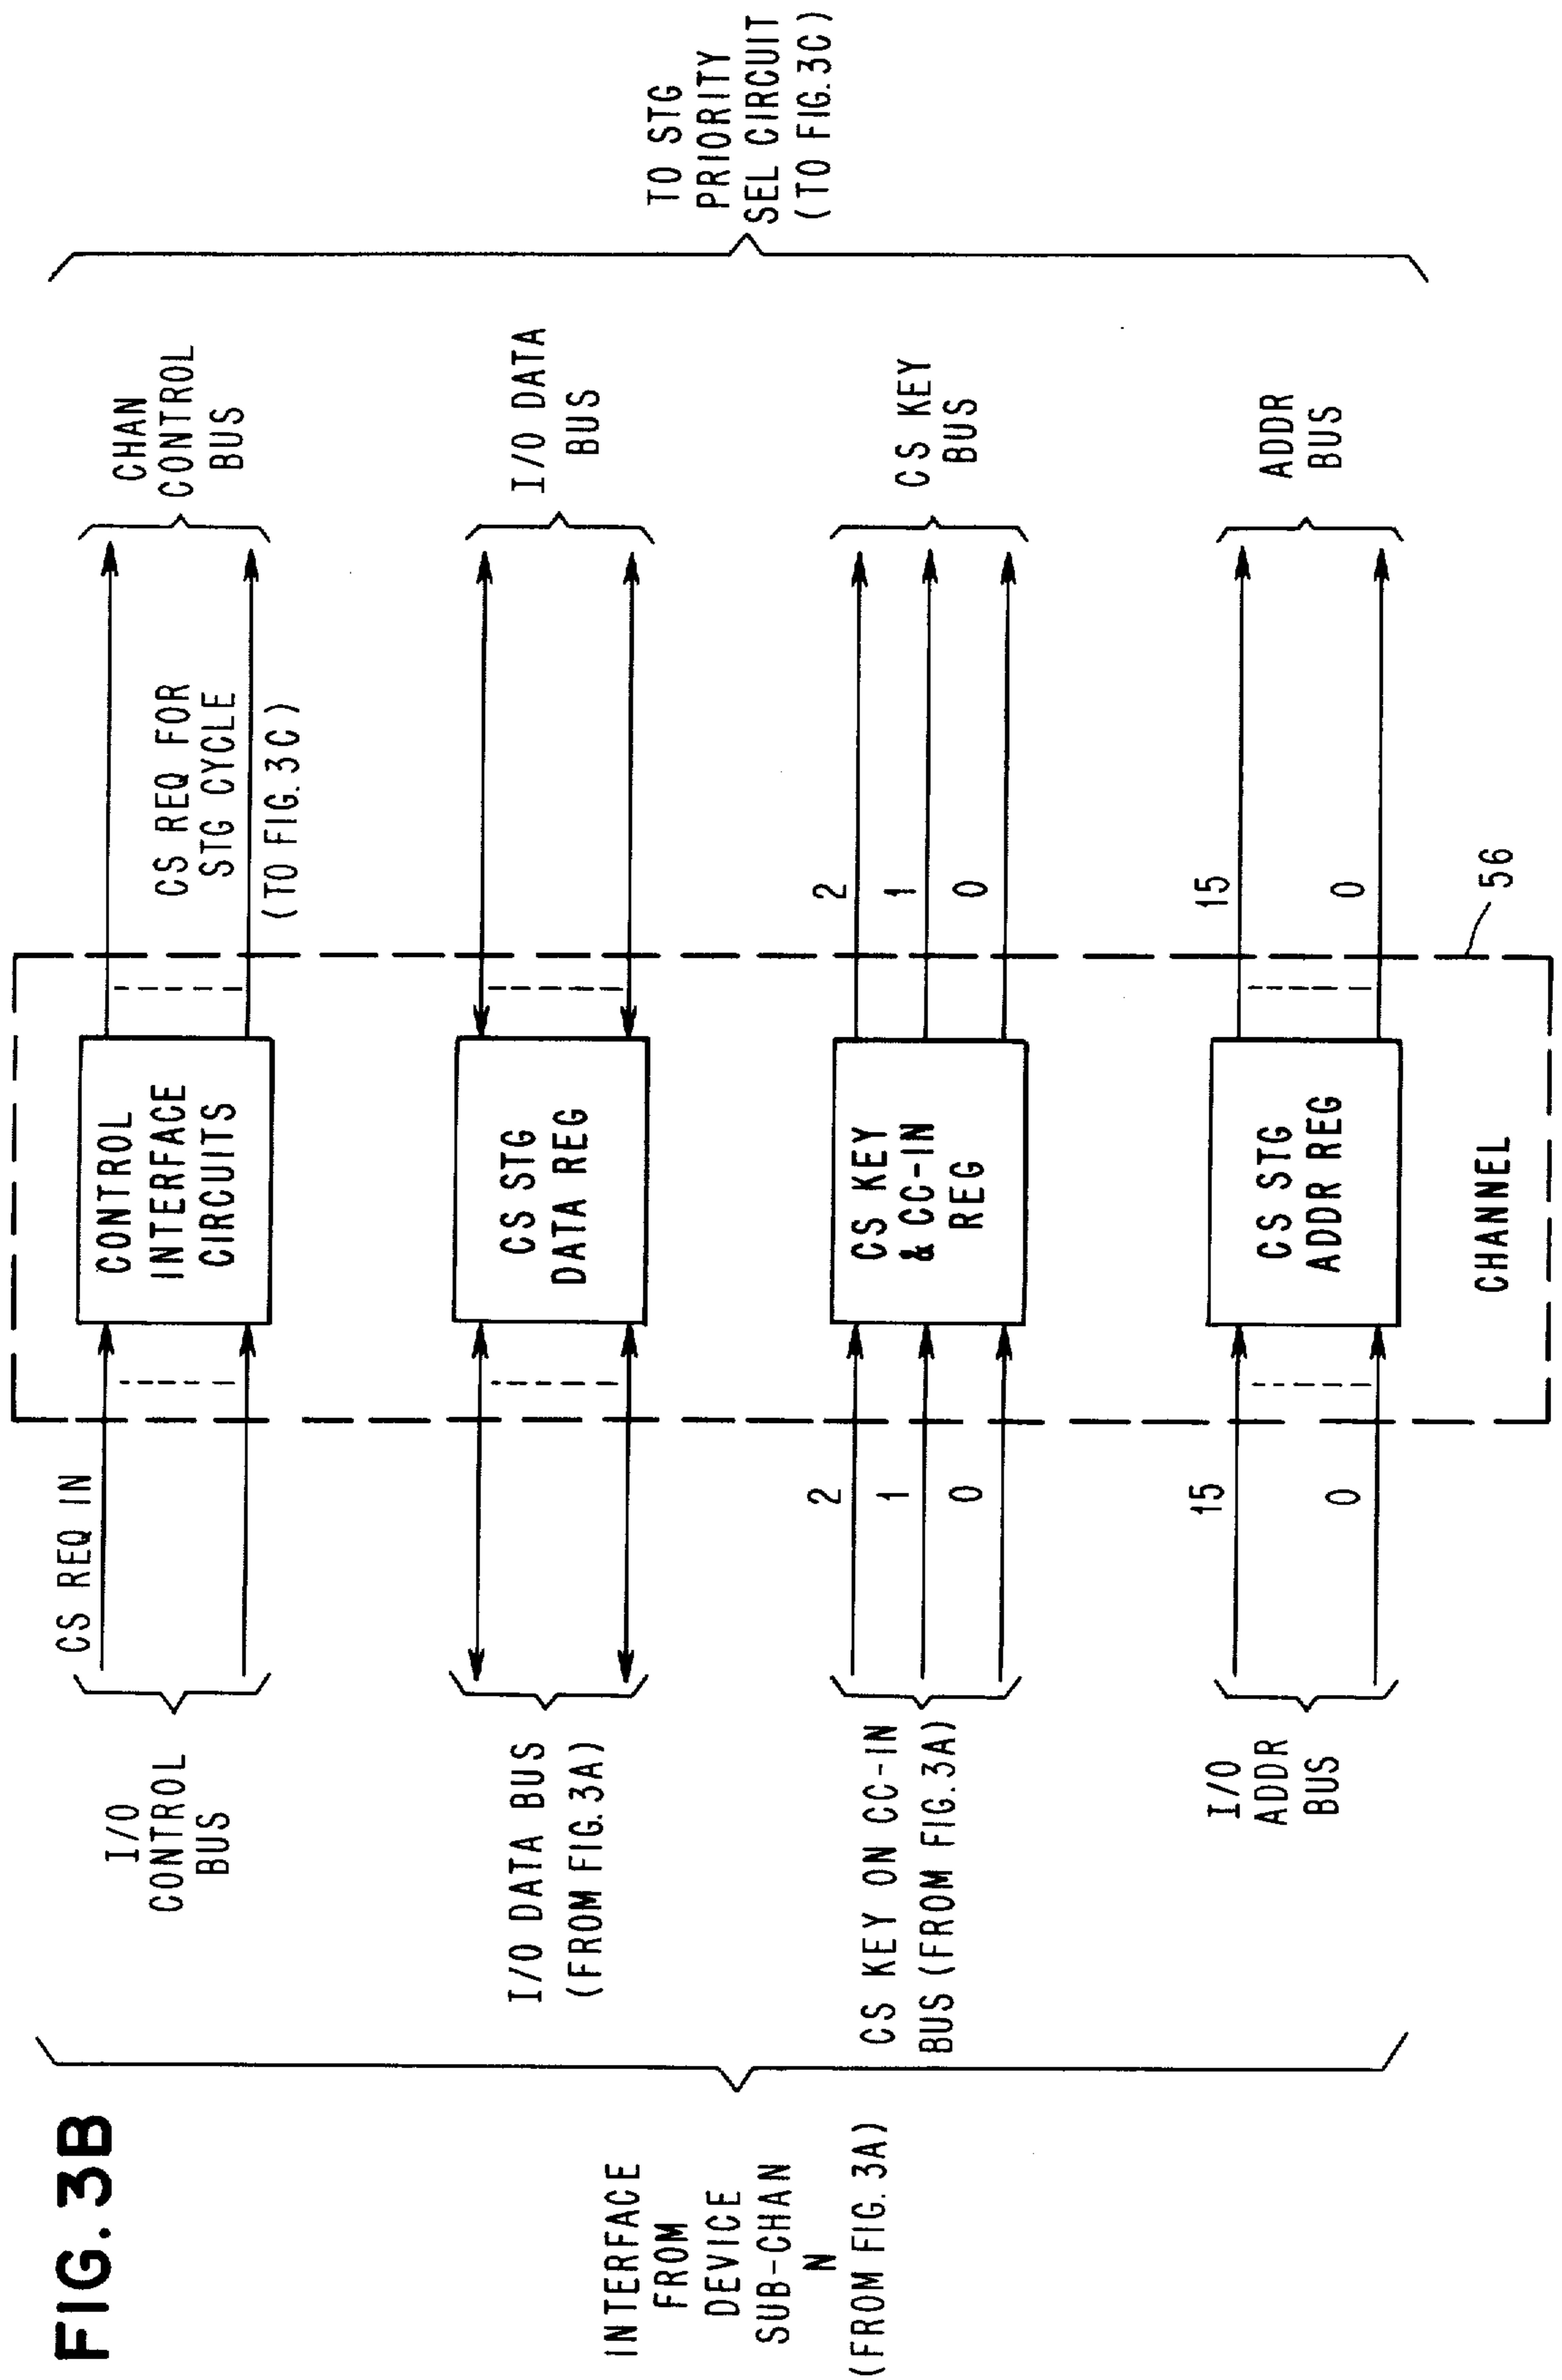 FIG. 3B
INTERFACE
FROM
DEVICE
SUB-CHAN
N
(FROM FIG. 3A)
I/O
CONTROL
BUS
CS REQ IN
CONTROL
INTERFACE
CIRCUITS
CS REQ FOR
STG CYCLE
(TO FIG. 3C)
CHAN
CONTROL
BUS
I/O DATA BUS
(FROM FIG. 3A)
CS STG
DATA REG
I/O DATA
BUS
CS KEY ON CC-IN
BUS (FROM FIG. 3A)
2
1
0
CS KEY
& CC-IN
REG
2
1
0
CS KEY
BUS
I/O
ADDR
BUS
15
0
CS STG
ADDR REG
15
0
ADDR
BUS
CHANNEL
56
TO STG
PRIORITY
SEL CIRCUIT
(TO FIG. 3C)